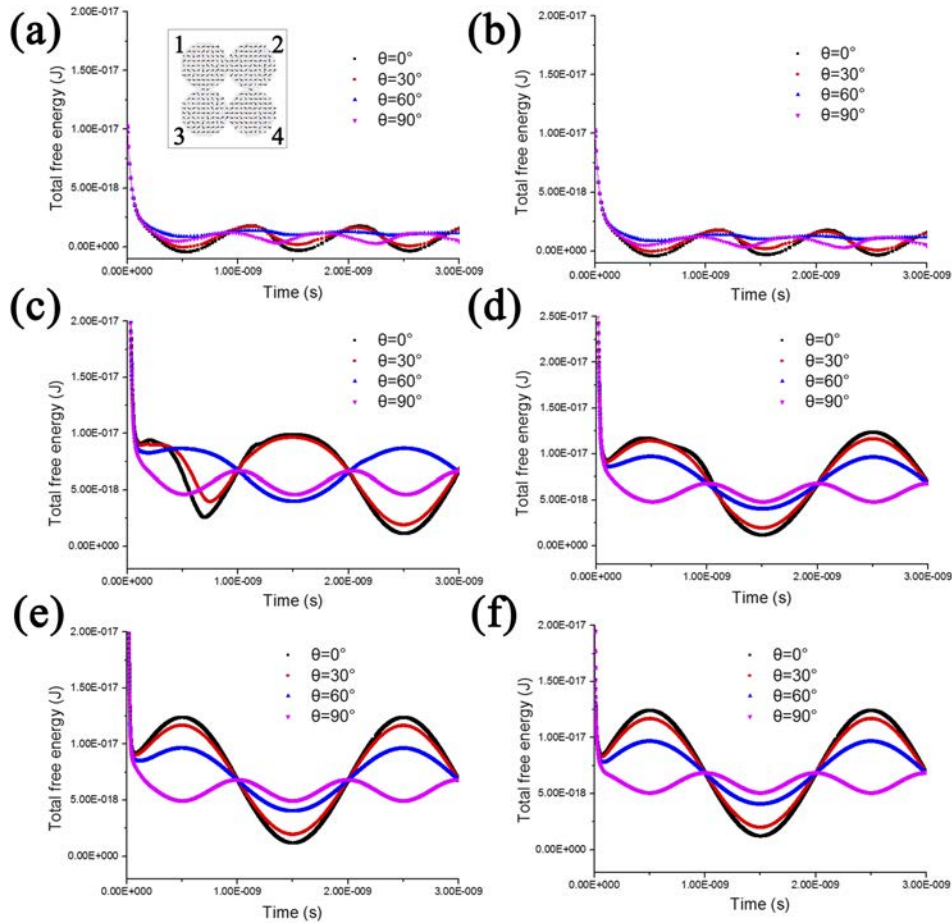 (a)
2.00E-017
1.50E-017
1.00E-017
5.00E-018
0.00E+000
Total free energy (J)
1 2
3 4
θ=0°
θ=30°
θ=60°
θ=90°
0.00E+000 1.00E-009 2.00E-009 3.00E-009
Time (s)
(b)
2.00E-017
1.50E-017
1.00E-017
5.00E-018
0.00E+000
Total free energy (J)
θ=0°
θ=30°
θ=60°
θ=90°
0.00E+000 1.00E-009 2.00E-009 3.00E-009
Time (s)
(c)
2.00E-017
1.50E-017
1.00E-017
5.00E-018
0.00E+000
Total free energy (J)
θ=0°
θ=30°
θ=60°
θ=90°
0.00E+000 1.00E-009 2.00E-009 3.00E-009
Time (s)
(d)
2.50E-017
2.00E-017
1.50E-017
1.00E-017
5.00E-018
0.00E+000
Total free energy (J)
θ=0°
θ=30°
θ=60°
θ=90°
0.00E+000 1.00E-009 2.00E-009 3.00E-009
Time (s)
(e)
2.00E-017
1.50E-017
1.00E-017
5.00E-018
0.00E+000
Total free energy (J)
θ=0°
θ=30°
θ=60°
θ=90°
0.00E+000 1.00E-009 2.00E-009 3.00E-009
Time (s)
(f)
2.00E-017
1.50E-017
1.00E-017
5.00E-018
0.00E+000
Total free energy (J)
θ=0°
θ=30°
θ=60°
θ=90°
0.00E+000 1.00E-009 2.00E-009 3.00E-009
Time (s)